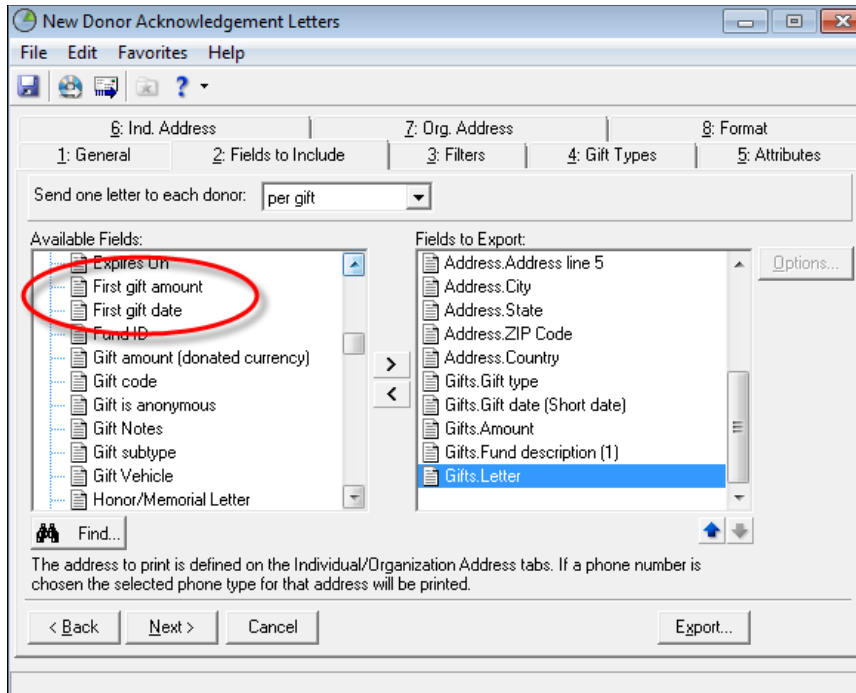 New Donor Acknowledgement Letters
File Edit Favorites Help
6: Ind. Address 7: Org. Address 8: Format
1: General 2: Fields to Include 3: Filters 4: Gift Types 5: Attributes
Send one letter to each donor: per gift
Available Fields:
Expires On
First gift amount
First gift date
Fund ID
Gift amount (donated currency)
Gift code
Gift is anonymous
Gift Notes
Gift subtype
Gift Vehicle
Honor/Memorial Letter
Find...
>
<
Fields to Export:
Address.Address line 5
Address.City
Address.State
Address.ZIP Code
Address.Country
Gifts.Gift type
Gifts.Gift date (Short date)
Gifts.Amount
Gifts.Fund description (1)
Gifts.Letter
Options...
The address to print is defined on the Individual/Organization Address tabs. If a phone number is
chosen the selected phone type for that address will be printed.
< Back Next > Cancel Export...